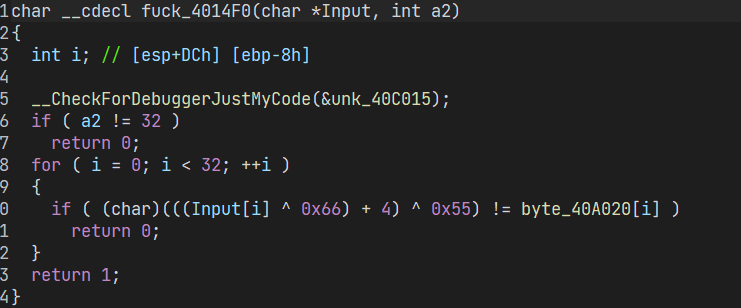 1char __cdecl fuck_4014F0(char *Input, int a2)
2{
3  int i; // [esp+DCh] [ebp-8h]
4
5  __CheckForDebuggerJustMyCode(&unk_40C015);
6  if ( a2 != 32 )
7    return 0;
8  for ( i = 0; i < 32; ++i )
9  {
0    if ( (char)(((Input[i] ^ 0x66) + 4) ^ 0x55) != byte_40A020[i] )
1      return 0;
2  }
3  return 1;
4}